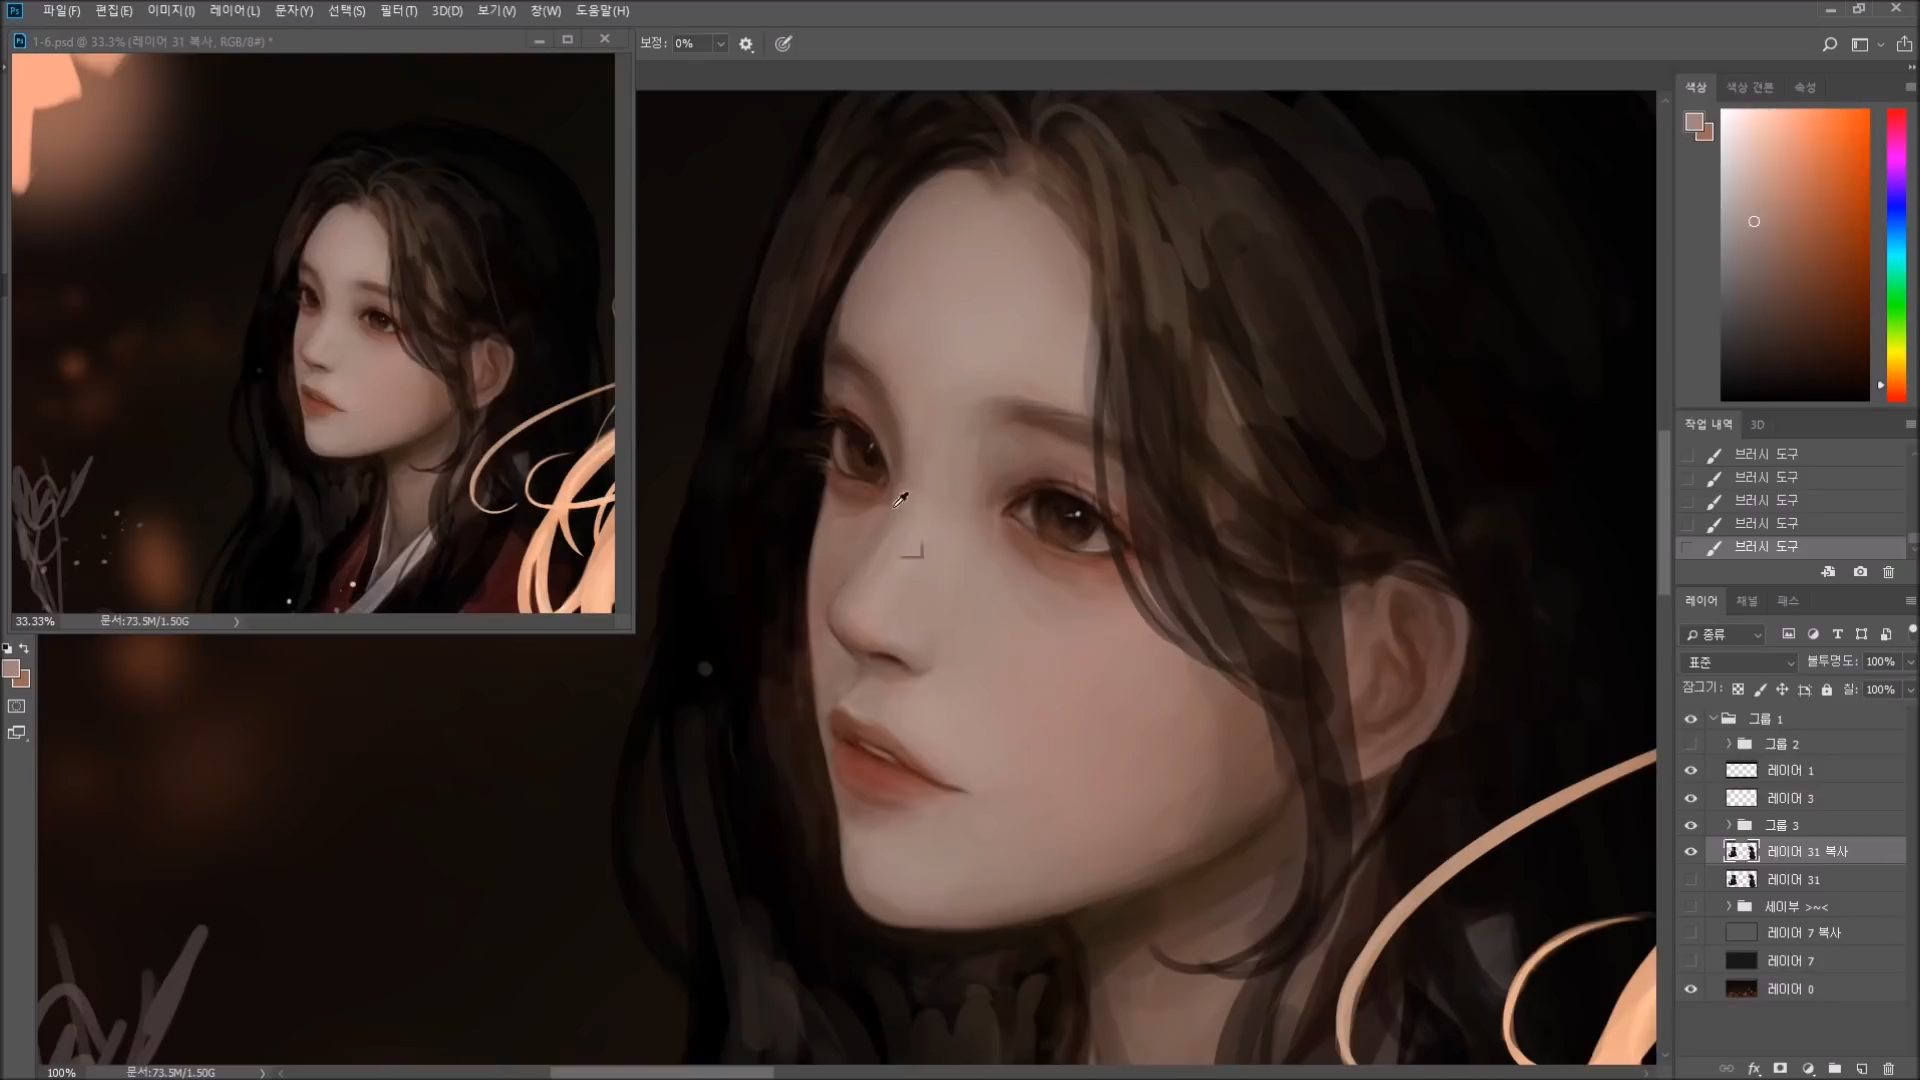 Ps 파일(F) 편집(E) 이미지(I) 레이어(L) 문자(Y) 선택(S) 필터(T) 3D(D) 보기(V) 창(W) 도움말(H)
1-6.psd @ 33.3% (레이어 31 복사, RGB/8#) *
보정: 0%
33.33% 문서:73.5M/1.50G
100% 문서:73.5M/1.50G
색상 색상 견본 속성
작업 내역 3D
브러시 도구
브러시 도구
브러시 도구
브러시 도구
브러시 도구
레이어 채널 패스
종류 T
표준 불투명도: 100%
잠그기: 칠: 100%
그룹 1
그룹 2
레이어 1
레이어 3
그룹 3
레이어 31 복사
레이어 31
세이부 >~<
레이어 7 복사
레이어 7
레이어 0
fx